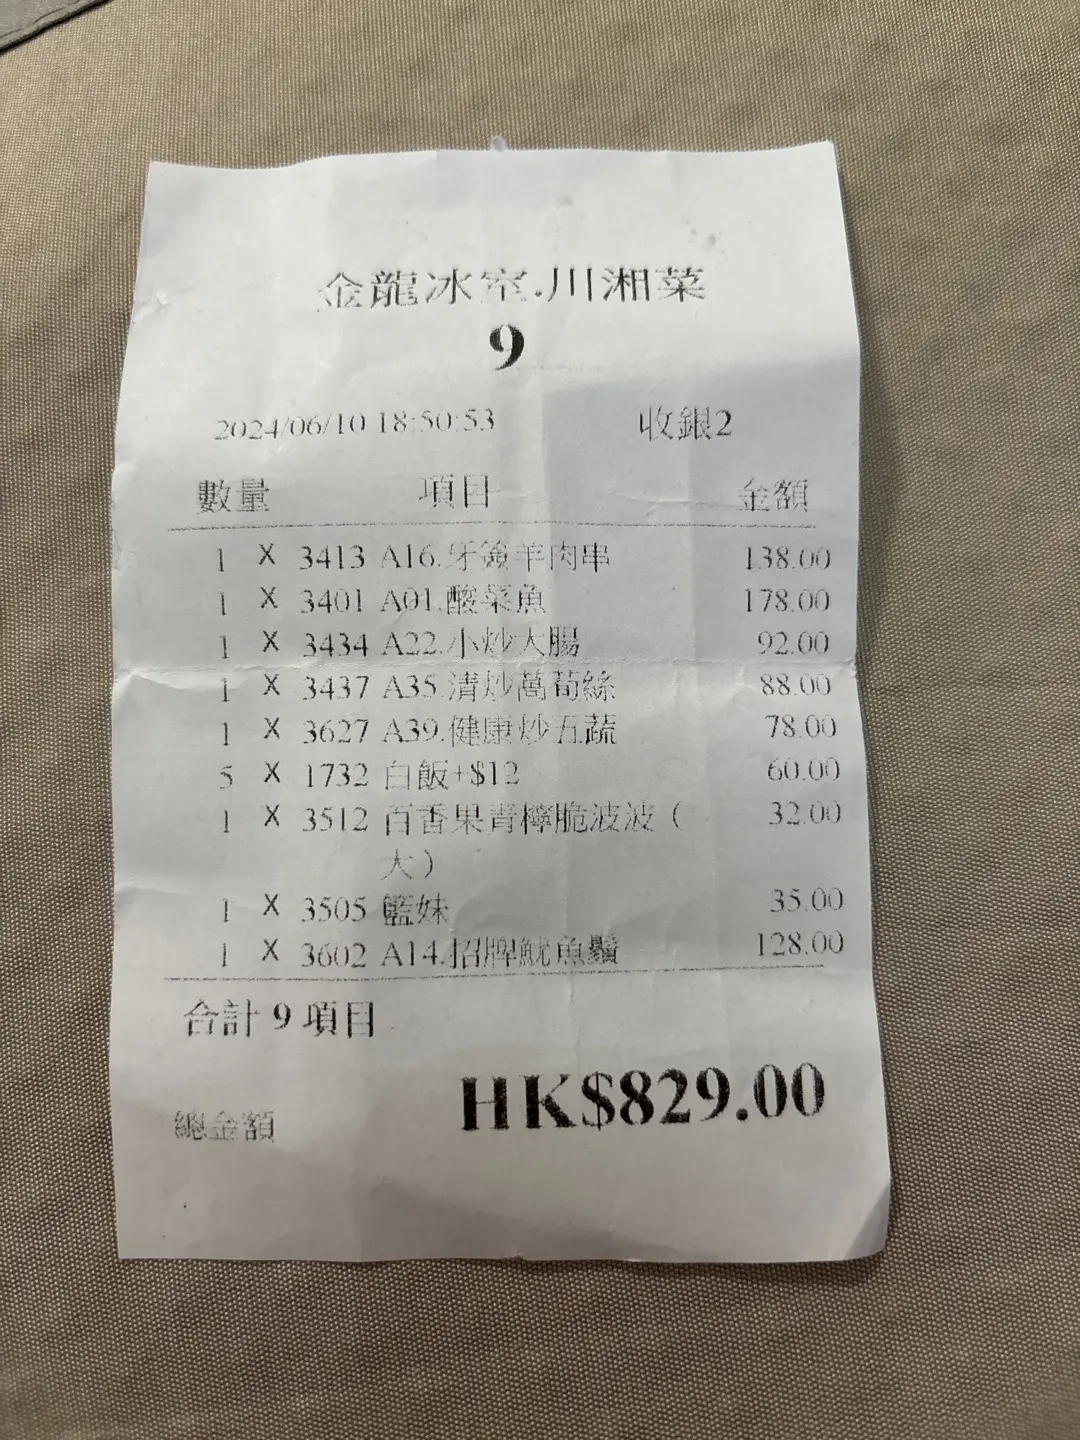 金龍冰室.川湘菜
9
2024/06/10 18:50:53 收銀2
數量 項目 金額
1 X 3413 A16.牙籤羊肉串 138.00
1 X 3401 A01.酸菜魚 178.00
1 X 3434 A22.小炒大腸 92.00
1 X 3437 A35.清炒萵荀絲 88.00
1 X 3627 A39.健康炒五蔬 78.00
5 X 1732 白飯+$12 60.00
1 X 3512 百香果青檸脆波波( 32.00
大)
1 X 3505 籃妹 35.00
1 X 3602 A14.招牌魷魚鬚 128.00
合計 9 項目
總金額 HK$829.00